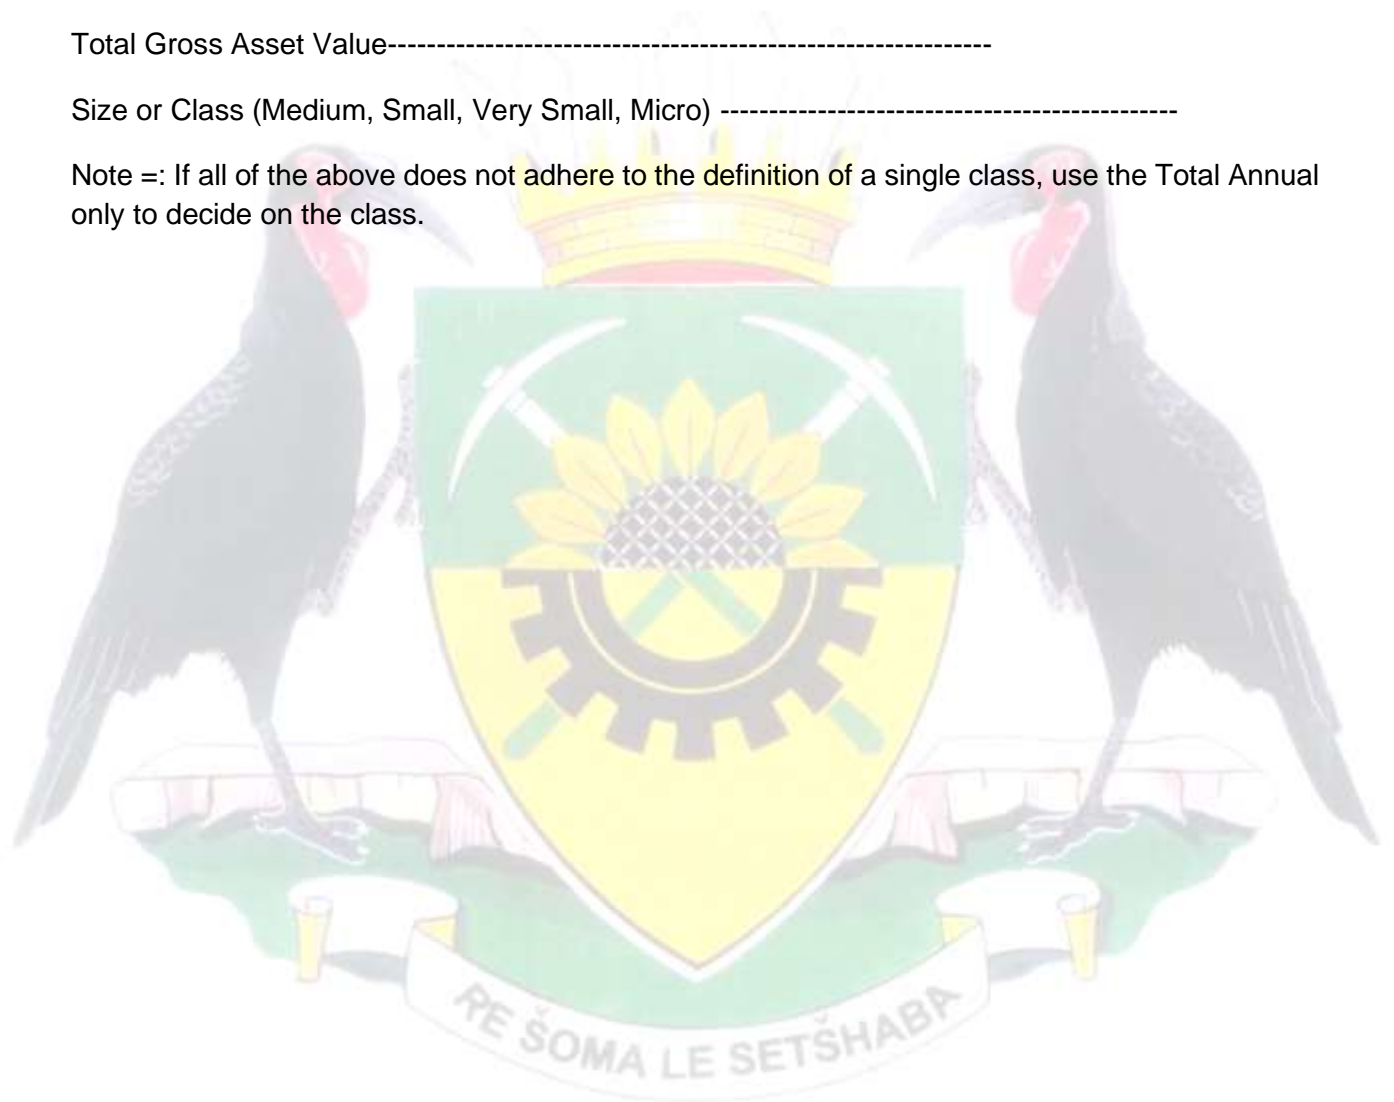 Total Gross Asset Value--------------------------------------------------------------
Size or Class (Medium, Small, Very Small, Micro) -----------------------------------------------
Note =: If all of the above does not adhere to the definition of a single class, use the Total Annual
only to decide on the class.
RE ŠOMA LE SETŠHABA